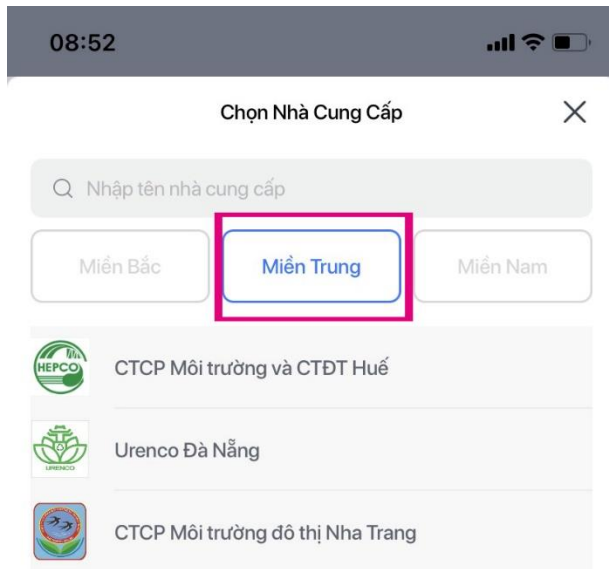 08:52
Chọn Nhà Cung Cấp
Nhập tên nhà cung cấp
Miền Bắc
Miền Trung
Miền Nam
HEPCO
CTCP Môi trường và CTĐT Huế
URENCO
Urenco Đà Nẵng
CTCP Môi trường đô thị Nha Trang